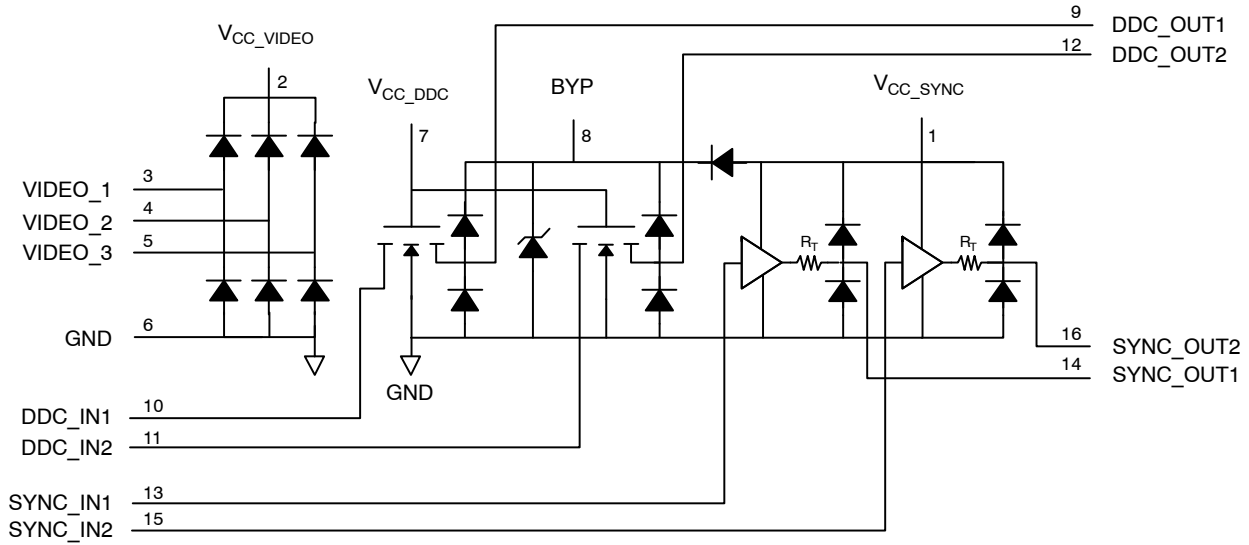 9 DDC_OUT1
12 DDC_OUT2
VCC_VIDEO
2
VCC_DDC
7
BYP
8
VCC_SYNC
1
VIDEO_1 3
VIDEO_2 4
VIDEO_3 5
RT
RT
GND 6
16 SYNC_OUT2
14 SYNC_OUT1
GND
DDC_IN1 10
DDC_IN2 11
SYNC_IN1 13
SYNC_IN2 15